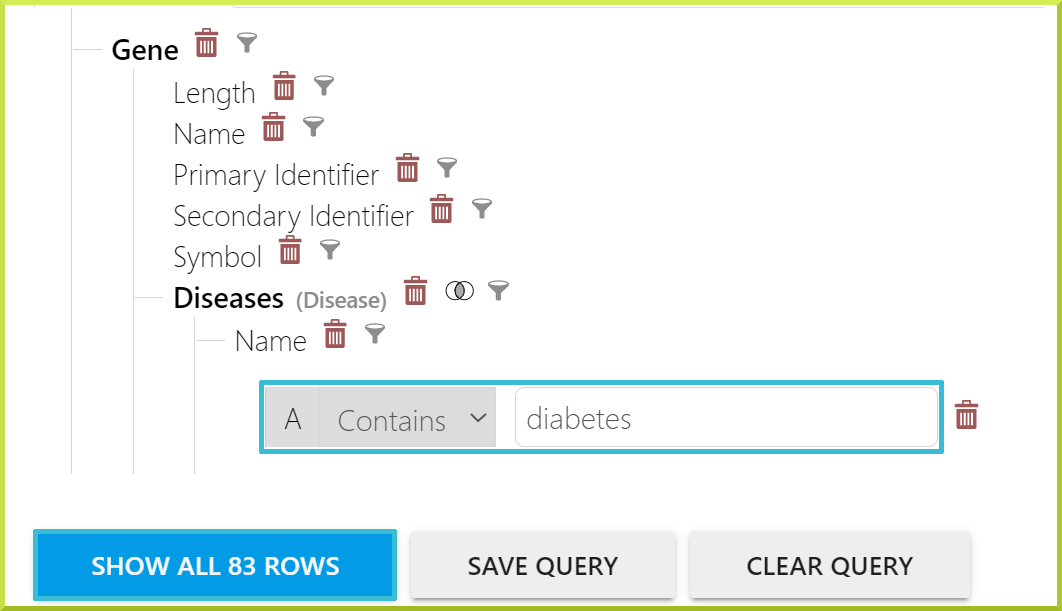 Gene
Length
Name
Primary Identifier
Secondary Identifier
Symbol
Diseases (Disease)
Name
A Contains diabetes
SHOW ALL 83 ROWS SAVE QUERY CLEAR QUERY